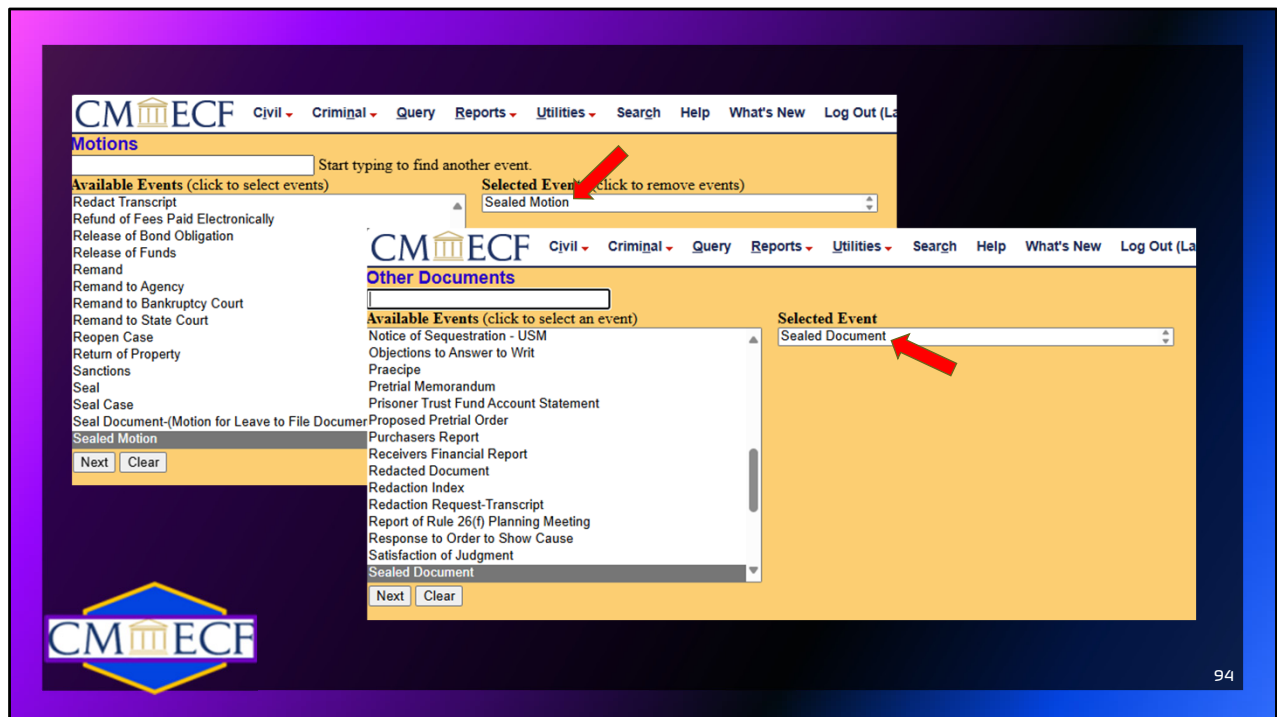 CM ECF Civil Criminal Query Reports Utilities Search Help What's New Log Out (La
Motions
Start typing to find another event.
Available Events (click to select events)
Redact Transcript
Refund of Fees Paid Electronically
Release of Bond Obligation
Release of Funds
Remand
Remand to Agency
Remand to Bankruptcy Court
Remand to State Court
Reopen Case
Return of Property
Sanctions
Seal
Seal Case
Seal Document-(Motion for Leave to File Documen
Sealed Motion
Next Clear
Selected Event (click to remove events)
Sealed Motion
CM ECF Civil Criminal Query Reports Utilities Search Help What's New Log Out (La
Other Documents
Available Events (click to select an event)
Notice of Sequestration - USM
Objections to Answer to Writ
Praecipe
Pretrial Memorandum
Prisoner Trust Fund Account Statement
Proposed Pretrial Order
Purchasers Report
Receivers Financial Report
Redacted Document
Redaction Index
Redaction Request-Transcript
Report of Rule 26(f) Planning Meeting
Response to Order to Show Cause
Satisfaction of Judgment
Sealed Document
Next Clear
Selected Event
Sealed Document
CM ECF
94